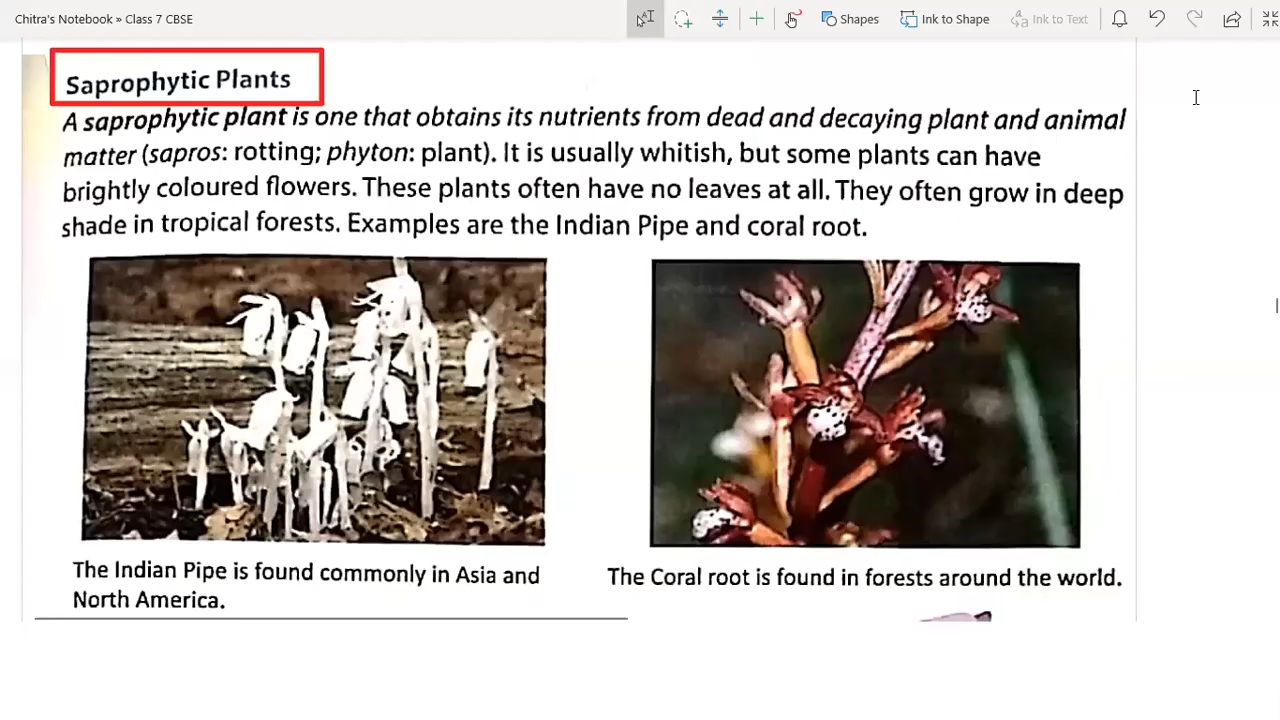 Chitra's Notebook » Class 7 CBSE
Shapes
Ink to Shape
Ink to Text
Saprophytic Plants
A saprophytic plant is one that obtains its nutrients from dead and decaying plant and animal
matter (sapros: rotting; phyton: plant). It is usually whitish, but some plants can have
brightly coloured flowers. These plants often have no leaves at all. They often grow in deep
shade in tropical forests. Examples are the Indian Pipe and coral root.
The Indian Pipe is found commonly in Asia and
North America.
The Coral root is found in forests around the world.